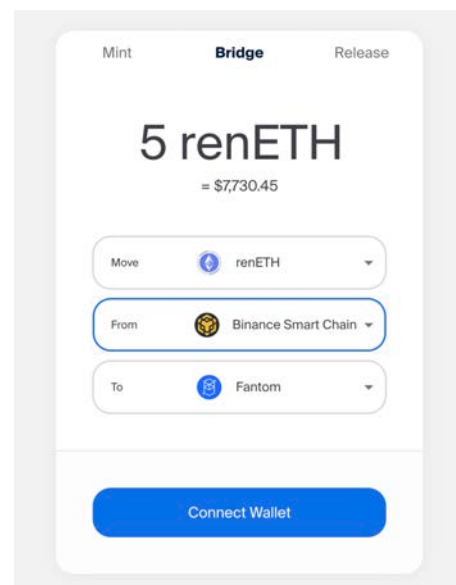 Mint Bridge Release
5 renETH
= $7,730.45
Move renETH
From Binance Smart Chain
To Fantom
Connect Wallet